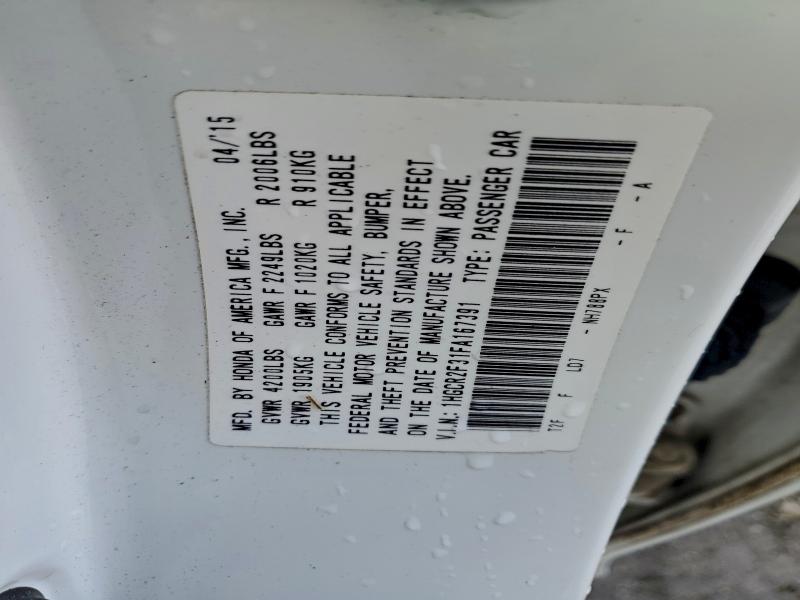 MFD. BY HONDA OF AMERICA MFG., INC. 04/'15
GVWR 4200LBS GAWR F 2249LBS R 2006LBS
GVWR 1905KG GAWR F 1020KG R 910KG
THIS VEHICLE CONFORMS TO ALL APPLICABLE
FEDERAL MOTOR VEHICLE SAFETY, BUMPER,
AND THEFT PREVENTION STANDARDS IN EFFECT
ON THE DATE OF MANUFACTURE SHOWN ABOVE.
V.I.N.: 1HGCR2F31FA167391 TYPE: PASSENGER CAR
T2F F LD7 - NH788PX - F - A